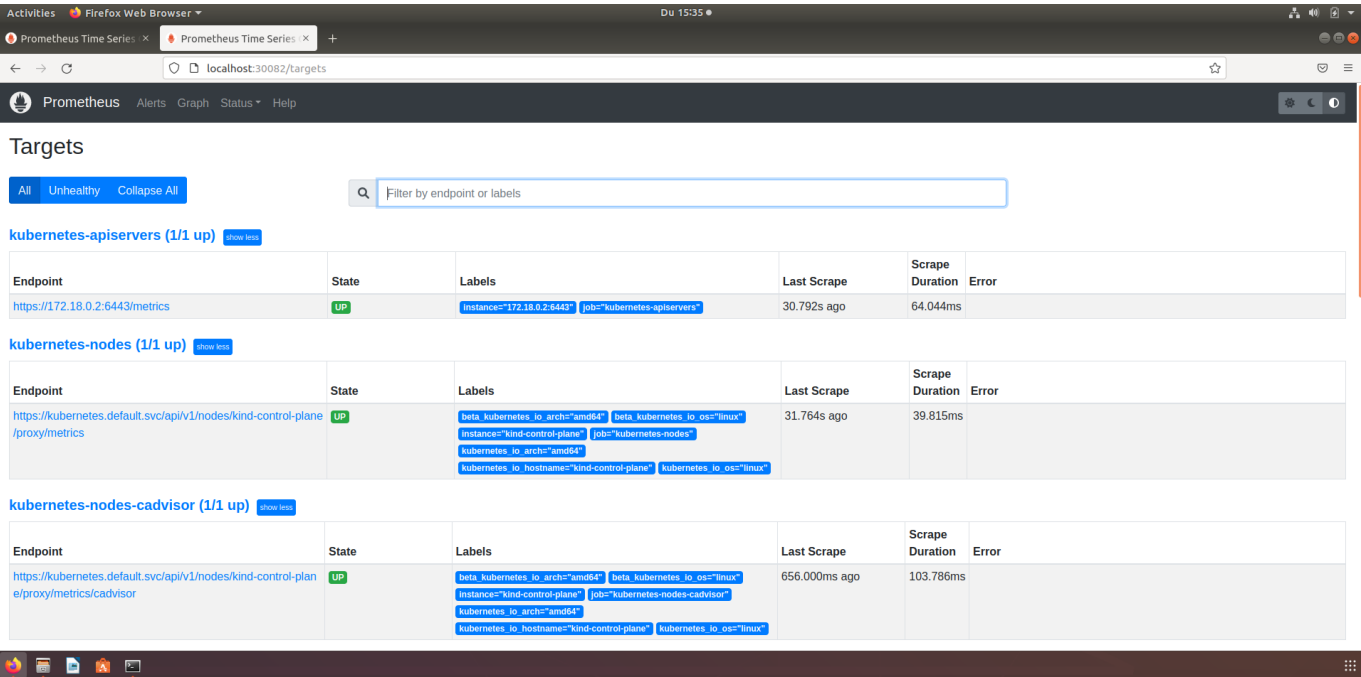 Activities Firefox Web Browser Du 15:35
Prometheus Time Series Prometheus Time Series
localhost:30082/targets
Prometheus Alerts Graph Status Help
Targets
All Unhealthy Collapse All Filter by endpoint or labels
kubernetes-apiservers (1/1 up) show less
Endpoint State Labels Last Scrape Scrape Duration Error
https://172.18.0.2:6443/metrics UP instance="172.18.0.2:6443" job="kubernetes-apiservers" 30.792s ago 64.044ms
kubernetes-nodes (1/1 up) show less
Endpoint State Labels Last Scrape Scrape Duration Error
https://kubernetes.default.svc/api/v1/nodes/kind-control-plane UP beta_kubernetes_io_arch="amd64" beta_kubernetes_io_os="linux" 31.764s ago 39.815ms
/proxy/metrics instance="kind-control-plane" job="kubernetes-nodes"
kubernetes_io_arch="amd64"
kubernetes_io_hostname="kind-control-plane" kubernetes_io_os="linux"
kubernetes-nodes-cadvisor (1/1 up) show less
Endpoint State Labels Last Scrape Scrape Duration Error
https://kubernetes.default.svc/api/v1/nodes/kind-control-plan UP beta_kubernetes_io_arch="amd64" beta_kubernetes_io_os="linux" 656.000ms ago 103.786ms
e/proxy/metrics/cadvisor instance="kind-control-plane" job="kubernetes-nodes-cadvisor"
kubernetes_io_arch="amd64"
kubernetes_io_hostname="kind-control-plane" kubernetes_io_os="linux"